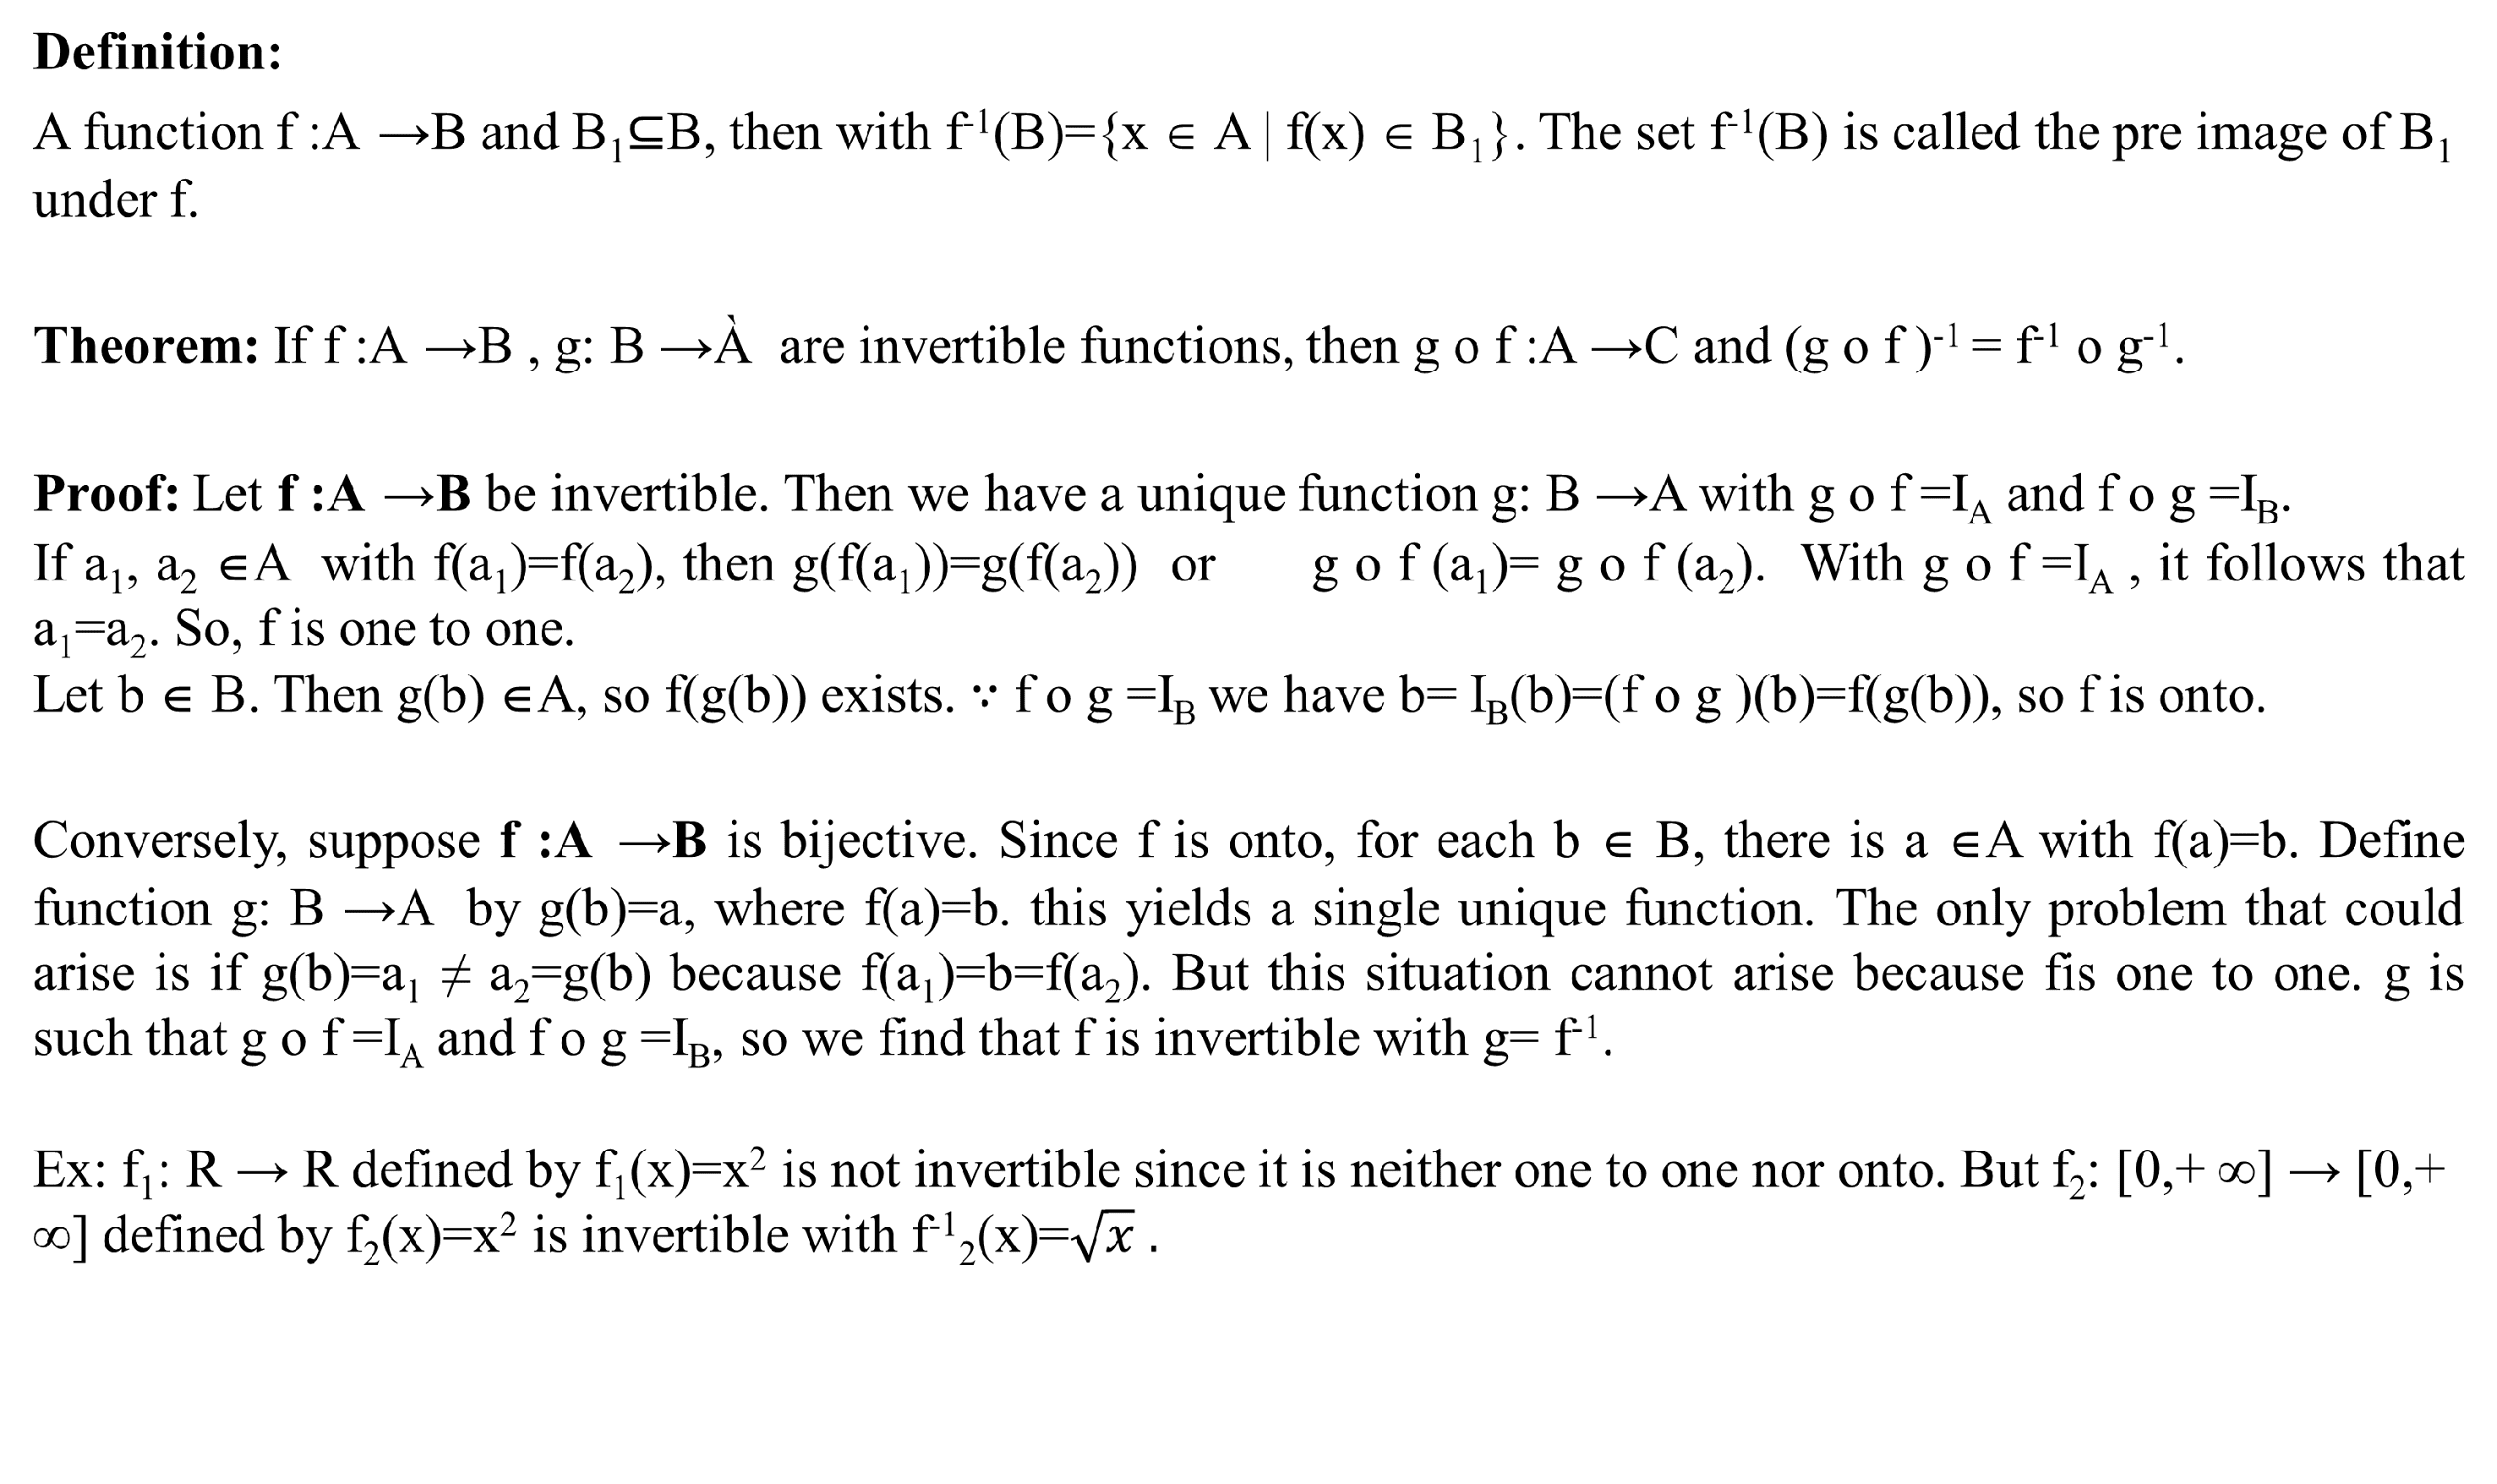 Definition:
A function f :A →B and B₁⊆B, then with f⁻¹(B)={x ∈ A | f(x) ∈ B₁}. The set f⁻¹(B) is called the pre image of B₁
under f.
Theorem: If f :A →B , g: B →À are invertible functions, then g o f :A →C and (g o f )⁻¹ = f⁻¹ o g⁻¹.
Proof: Let f :A →B be invertible. Then we have a unique function g: B →A with g o f =I_A and f o g =I_B.
If a₁, a₂ ∈A with f(a₁)=f(a₂), then g(f(a₁))=g(f(a₂)) or g o f (a₁)= g o f (a₂). With g o f =I_A , it follows that
a₁=a₂. So, f is one to one.
Let b ∈ B. Then g(b) ∈A, so f(g(b)) exists. ∵ f o g =I_B we have b= I_B(b)=(f o g )(b)=f(g(b)), so f is onto.
Conversely, suppose f :A →B is bijective. Since f is onto, for each b ∈ B, there is a ∈A with f(a)=b. Define
function g: B →A by g(b)=a, where f(a)=b. this yields a single unique function. The only problem that could
arise is if g(b)=a₁ ≠ a₂=g(b) because f(a₁)=b=f(a₂). But this situation cannot arise because fis one to one. g is
such that g o f =I_A and f o g =I_B, so we find that f is invertible with g= f⁻¹.
Ex: f₁: R → R defined by f₁(x)=x² is not invertible since it is neither one to one nor onto. But f₂: [0,+ ∞] → [0,+
∞] defined by f₂(x)=x² is invertible with f⁻¹₂(x)=√x .